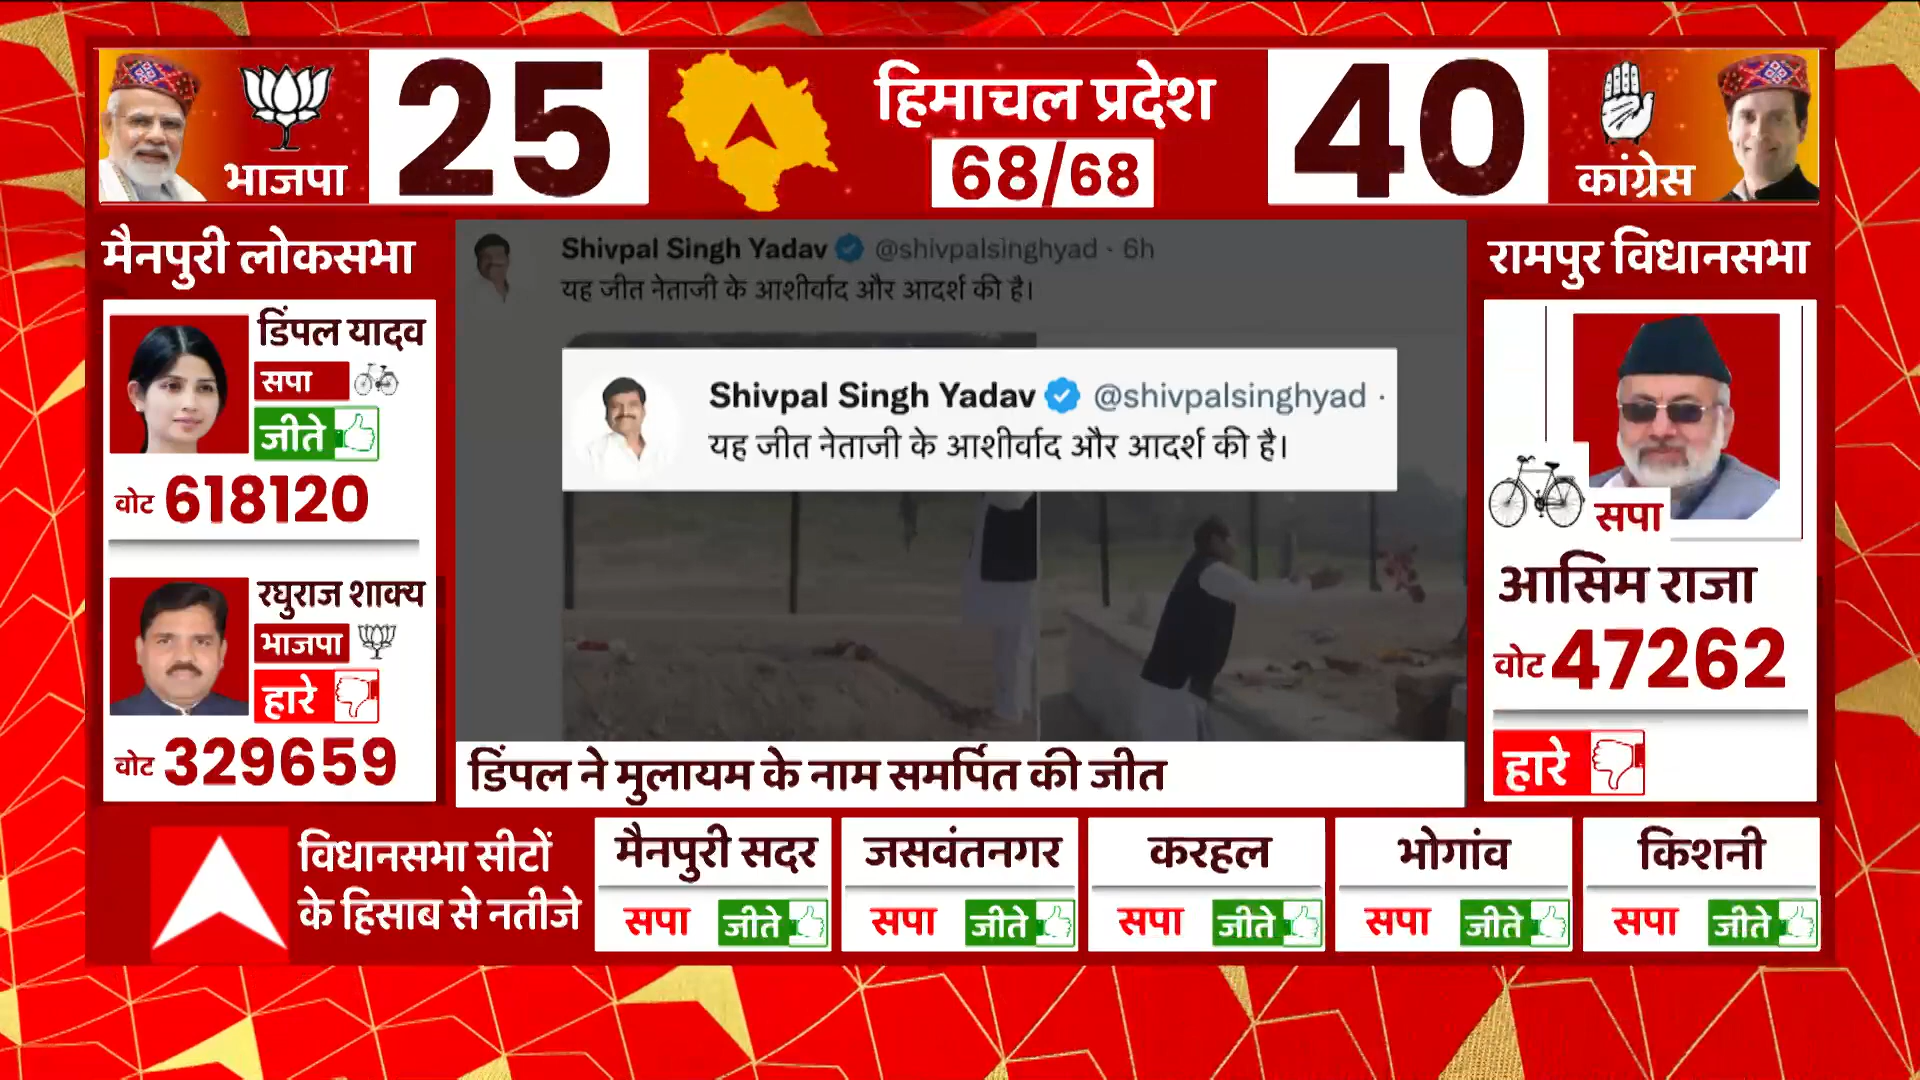 भाजपा
25
हिमाचल प्रदेश
68/68
40
कांग्रेस
मैनपुरी लोकसभा
डिंपल यादव
सपा
जीते
वोट 618120
रघुराज शाक्य
भाजपा
हारे
वोट 329659
Shivpal Singh Yadav @shivpalsinghyad · 6h
यह जीत नेताजी के आशीर्वाद और आदर्श की है।
Shivpal Singh Yadav @shivpalsinghyad ·
यह जीत नेताजी के आशीर्वाद और आदर्श की है।
डिंपल ने मुलायम के नाम समर्पित की जीत
रामपुर विधानसभा
सपा
आसिम राजा
वोट 47262
हारे
विधानसभा सीटों
के हिसाब से नतीजे
मैनपुरी सदर
सपा जीते
जसवंतनगर
सपा जीते
करहल
सपा जीते
भोगांव
सपा जीते
किशनी
सपा जीते